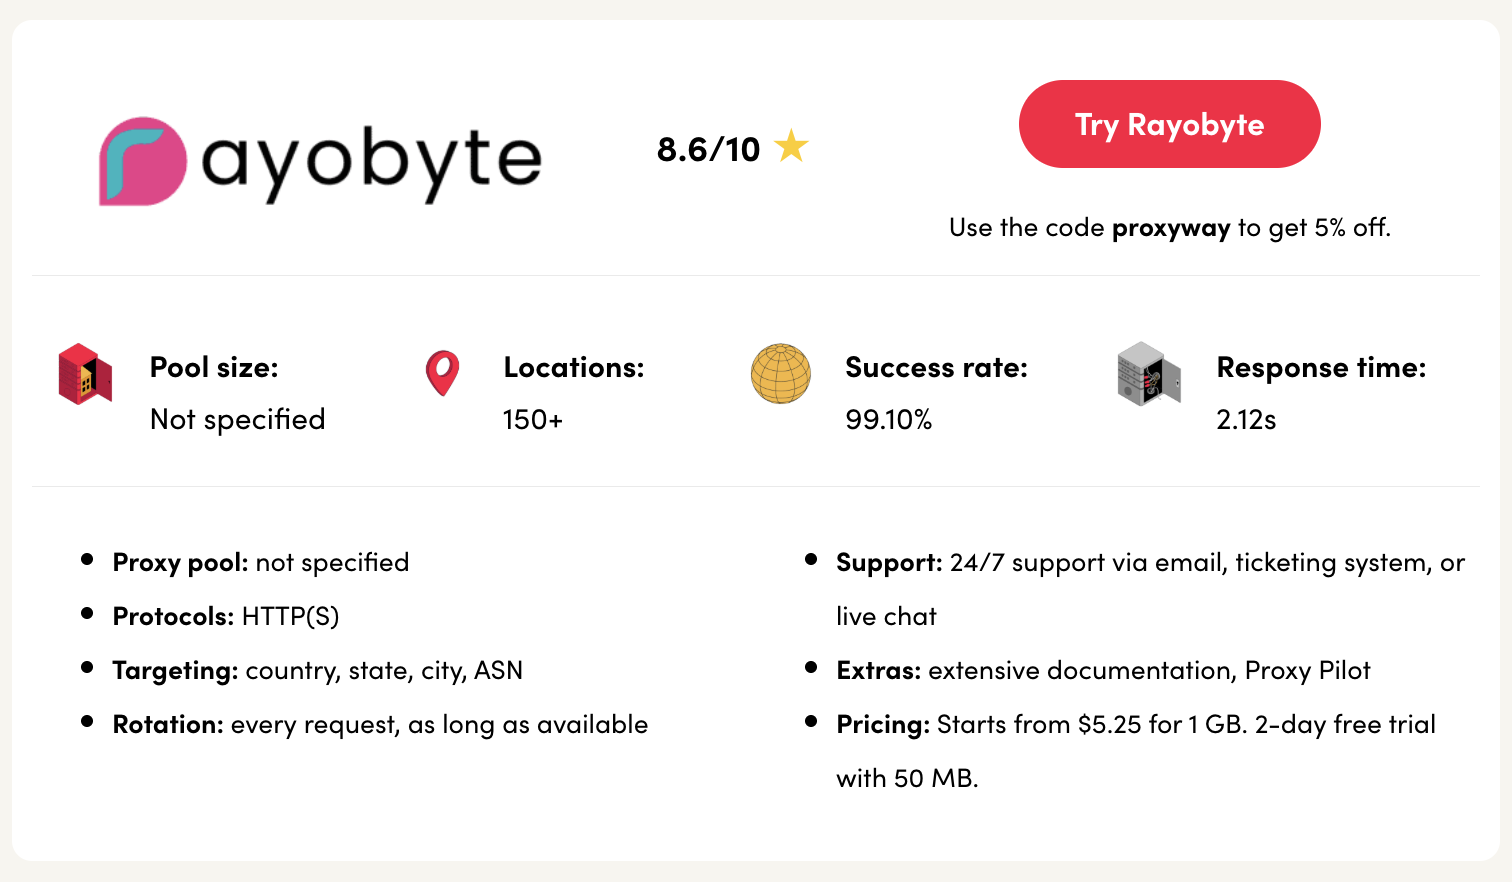 rayobyte
8.6/10
Try Rayobyte
Use the code proxyway to get 5% off.
Pool size:
Not specified
Locations:
150+
Success rate:
99.10%
Response time:
2.12s
Proxy pool: not specified
Protocols: HTTP(S)
Targeting: country, state, city, ASN
Rotation: every request, as long as available
Support: 24/7 support via email, ticketing system, or
live chat
Extras: extensive documentation, Proxy Pilot
Pricing: Starts from $5.25 for 1 GB. 2-day free trial
with 50 MB.